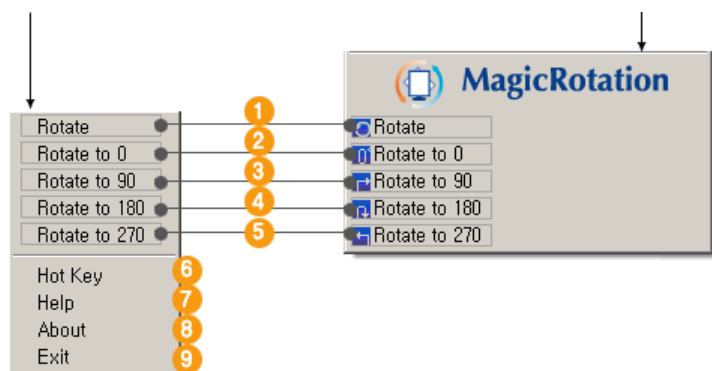 MagicRotation
Rotate 1 Rotate
Rotate to 0 2 Rotate to 0
Rotate to 90 3 Rotate to 90
Rotate to 180 4 Rotate to 180
Rotate to 270 5 Rotate to 270
Hot Key 6
Help 7
About 8
Exit 9